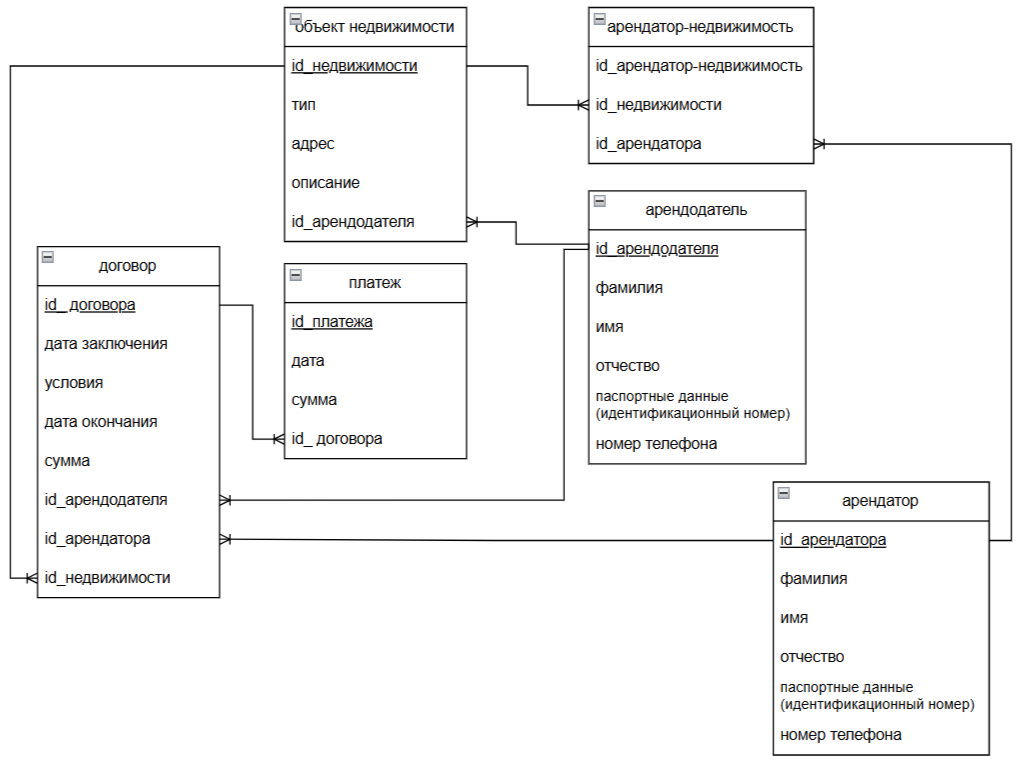 объект недвижимости
id_недвижимости
тип
адрес
описание
id_арендодателя
арендатор-недвижимость
id_арендатор-недвижимость
id_недвижимости
id_арендатора
арендодатель
id_арендодателя
фамилия
имя
отчество
паспортные данные
(идентификационный номер)
номер телефона
договор
id_ договора
дата заключения
условия
дата окончания
сумма
id_арендодателя
id_арендатора
id_недвижимости
платеж
id_платежа
дата
сумма
id_ договора
арендатор
id_арендатора
фамилия
имя
отчество
паспортные данные
(идентификационный номер)
номер телефона